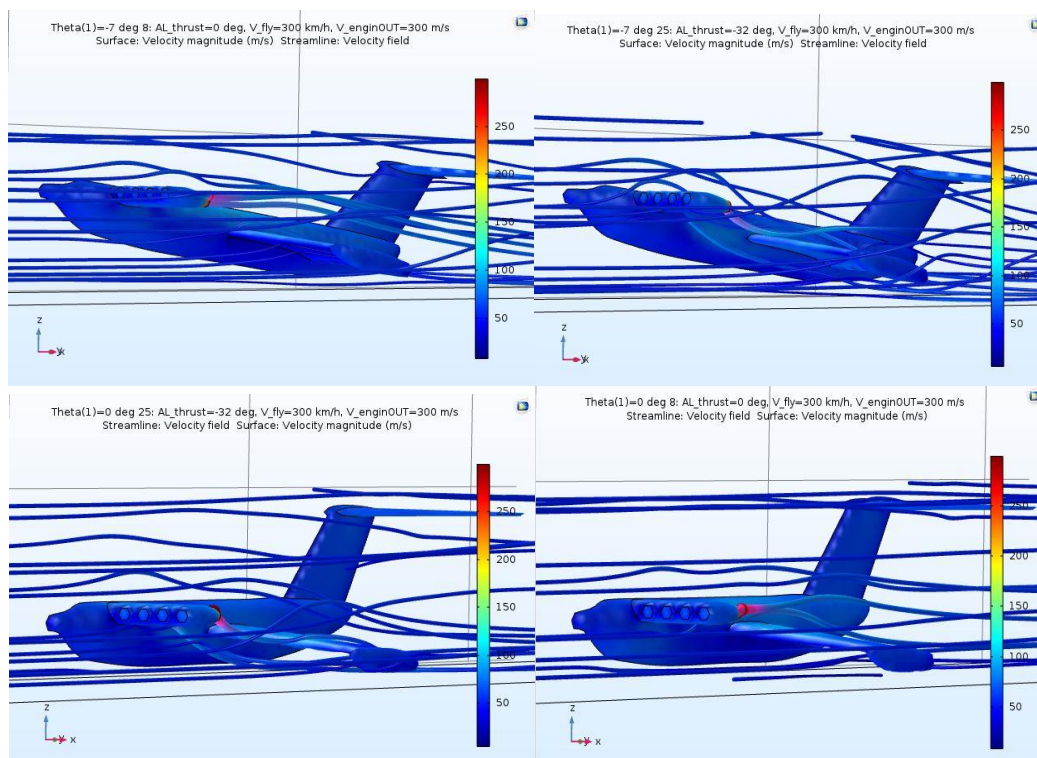 Theta(1)=-7 deg 8: AL_thrust=0 deg, V_fly=300 km/h, V_enginOUT=300 m/s
Surface: Velocity magnitude (m/s) Streamline: Velocity field
250
200
150
100
50
z
y x
Theta(1)=-7 deg 25: AL_thrust=-32 deg, V_fly=300 km/h, V_enginOUT=300 m/s
Surface: Velocity magnitude (m/s) Streamline: Velocity field
250
200
150
100
50
z
y x
Theta(1)=0 deg 25: AL_thrust=-32 deg, V_fly=300 km/h, V_enginOUT=300 m/s
Streamline: Velocity field Surface: Velocity magnitude (m/s)
250
200
150
100
50
z
y x
Theta(1)=0 deg 8: AL_thrust=0 deg, V_fly=300 km/h, V_enginOUT=300 m/s
Streamline: Velocity field Surface: Velocity magnitude (m/s)
250
200
150
100
50
z
y x